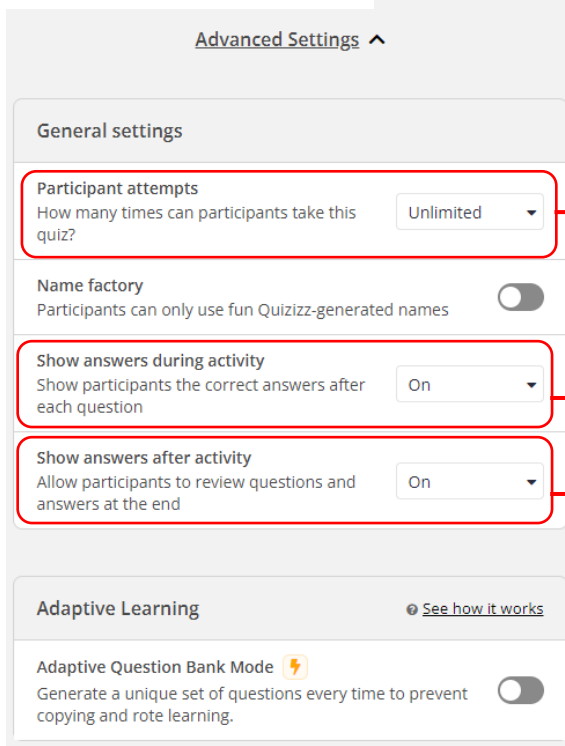 Advanced Settings
General settings
Participant attempts
How many times can participants take this
quiz?
Unlimited
Name factory
Participants can only use fun Quizizz-generated names
Show answers during activity
Show participants the correct answers after
each question
On
Show answers after activity
Allow participants to review questions and
answers at the end
On
Adaptive Learning
See how it works
Adaptive Question Bank Mode
Generate a unique set of questions every time to prevent
copying and rote learning.